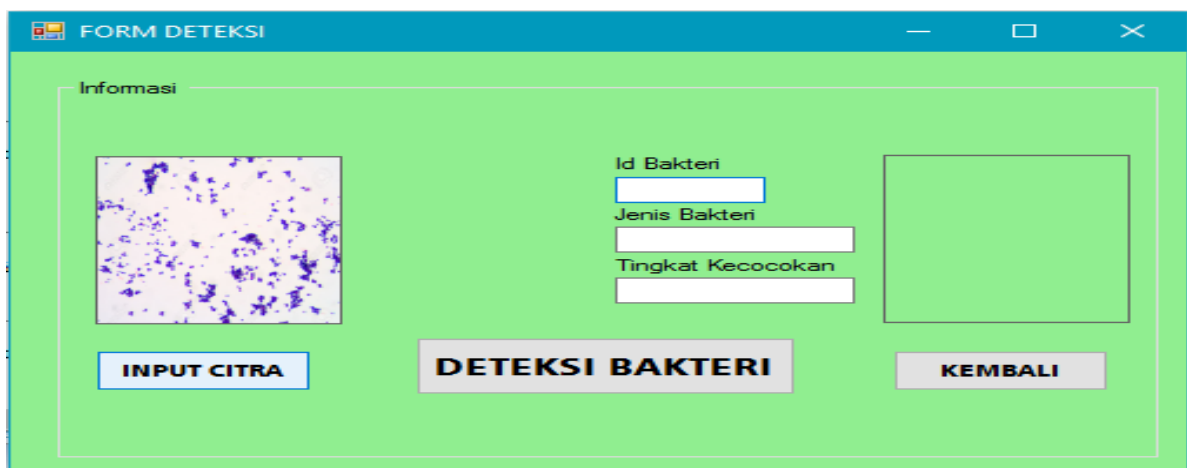 FORM DETEKSI
Informasi
Id Bakteri
Jenis Bakteri
Tingkat Kecocokan
INPUT CITRA
DETEKSI BAKTERI
KEMBALI